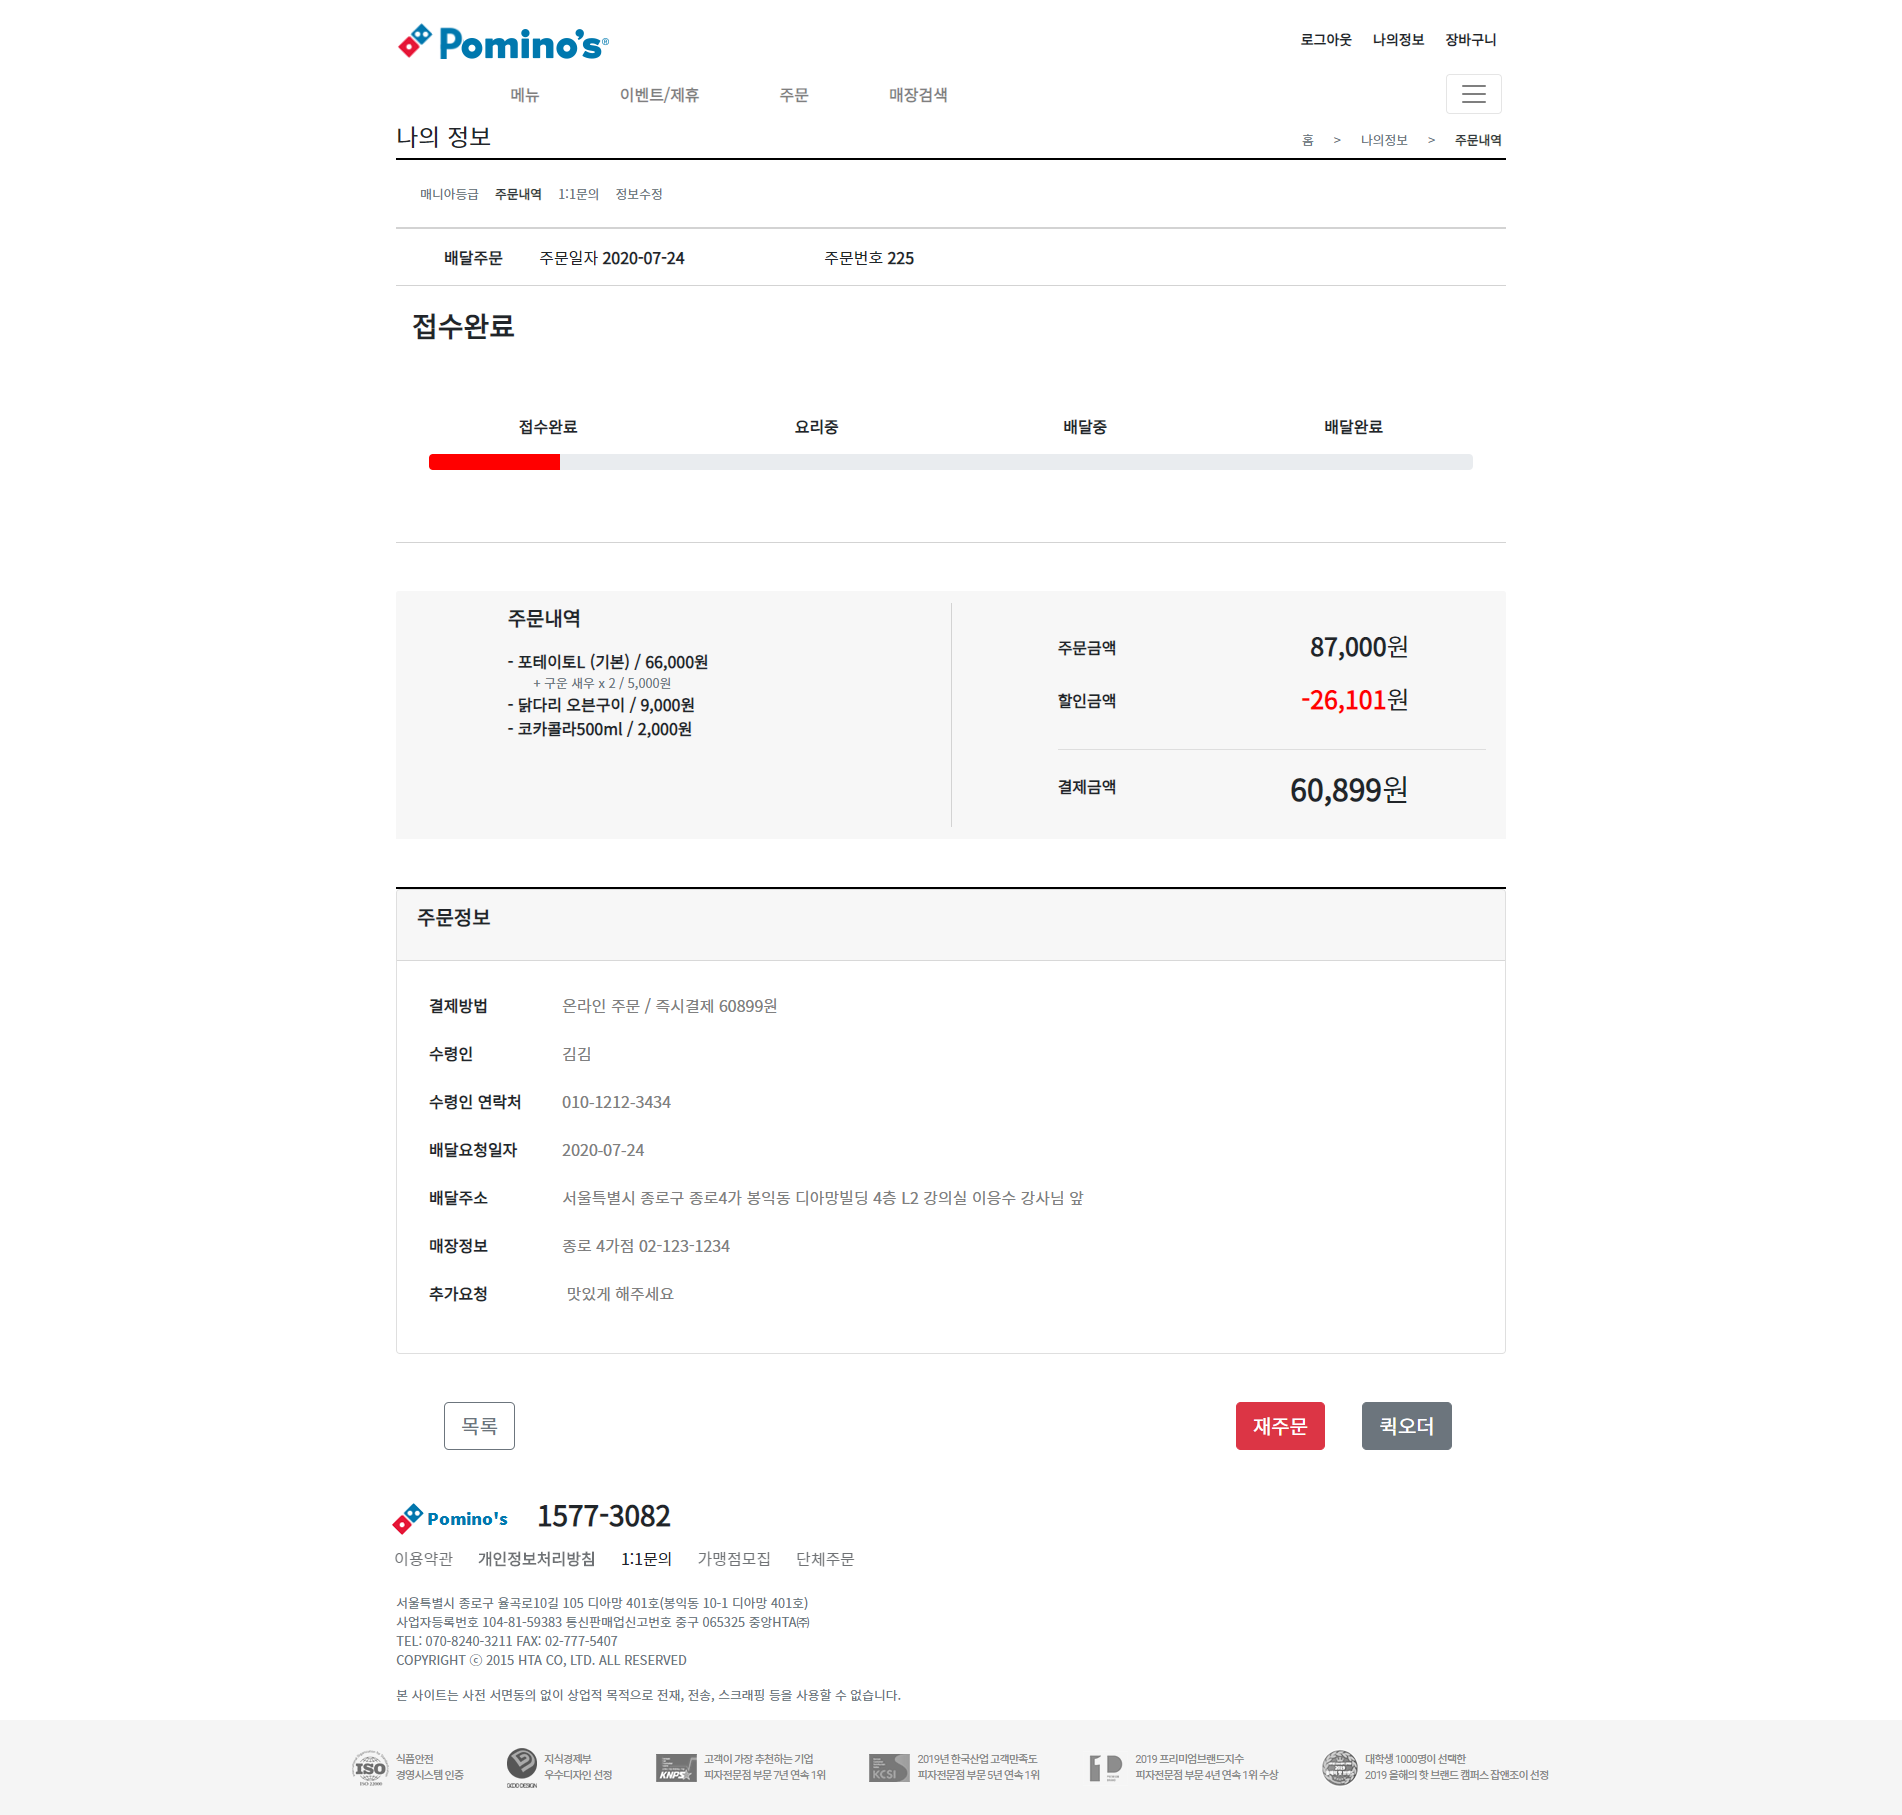 Pomino's®
로그아웃 나의정보 장바구니
메뉴 이벤트/제휴 주문 매장검색
나의 정보
홈 > 나의정보 > 주문내역
매니아등급 주문내역 1:1문의 정보수정
배달주문 주문일자 2020-07-24 주문번호 225
접수완료
접수완료 요리중 배달중 배달완료
주문내역
- 포테이토L (기본) / 66,000원
+ 구운 새우 x 2 / 5,000원
- 닭다리 오븐구이 / 9,000원
- 코카콜라500ml / 2,000원
주문금액 87,000원
할인금액 -26,101원
결제금액 60,899원
주문정보
결제방법 온라인 주문 / 즉시결제 60899원
수령인 김김
수령인 연락처 010-1212-3434
배달요청일자 2020-07-24
배달주소 서울특별시 종로구 종로4가 봉익동 디아망빌딩 4층 L2 강의실 이응수 강사님 앞
매장정보 종로 4가점 02-123-1234
추가요청 맛있게 해주세요
목록 재주문 퀵오더
Pomino's 1577-3082
이용약관 개인정보처리방침 1:1문의 가맹점모집 단체주문
서울특별시 종로구 율곡로10길 105 디아망 401호(봉익동 10-1 디아망 401호)
사업자등록번호 104-81-59383 통신판매업신고번호 중구 065325 중앙HTA㈜
TEL: 070-8240-3211 FAX: 02-777-5407
COPYRIGHT ⓒ 2015 HTA CO, LTD. ALL RESERVED
본 사이트는 사전 서면동의 없이 상업적 목적으로 전재, 전송, 스크래핑 등을 사용할 수 없습니다.
ISO
식품안전
경영시스템 인증
GOOD DESIGN
지식경제부
우수디자인 선정
KNPS
고객이 가장 추천하는 기업
피자전문점 부문 7년 연속 1위
KCSI
2019년 한국산업 고객만족도
피자전문점 부문 5년 연속 1위
2019 프리미엄브랜드지수
피자전문점 부문 4년 연속 1위 수상
대학생 1000명이 선택한
2019 올해의 핫 브랜드 캠퍼스 잡앤조이 선정